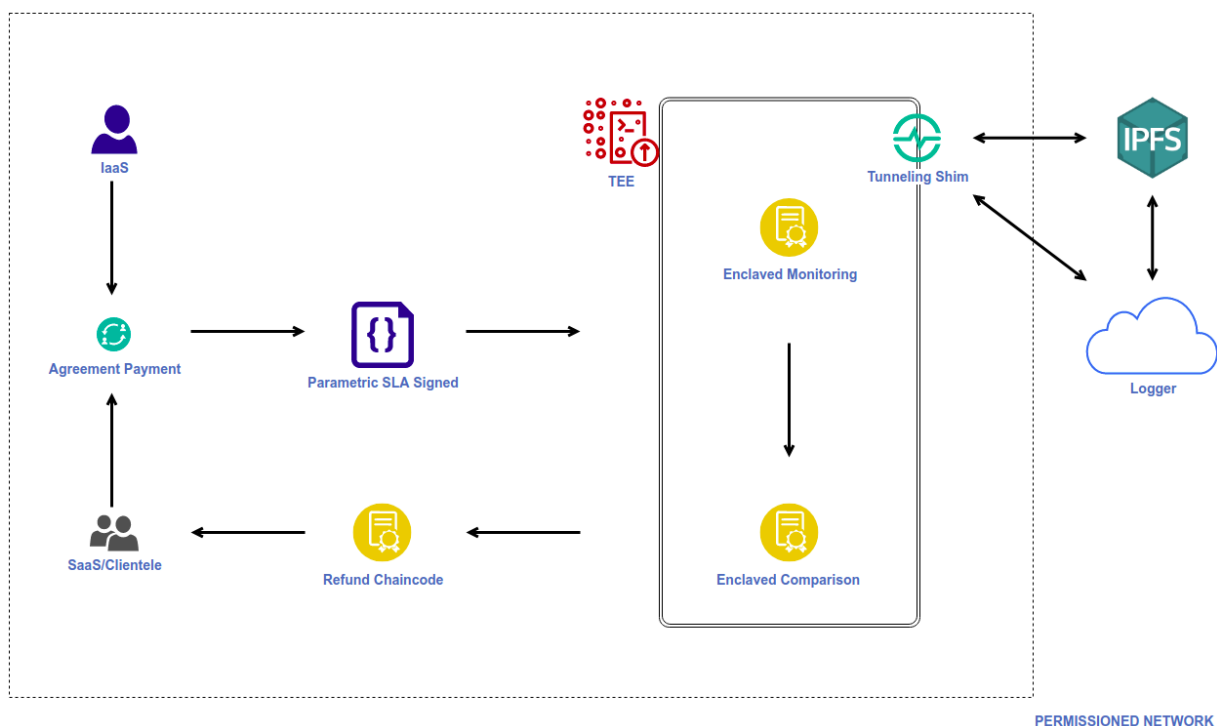 IaaS
TEE
Tunneling Shim
IPFS
Enclaved Monitoring
Agreement Payment
{}
Parametric SLA Signed
Logger
SaaS/Clientele
Refund Chaincode
Enclaved Comparison
PERMISSIONED NETWORK